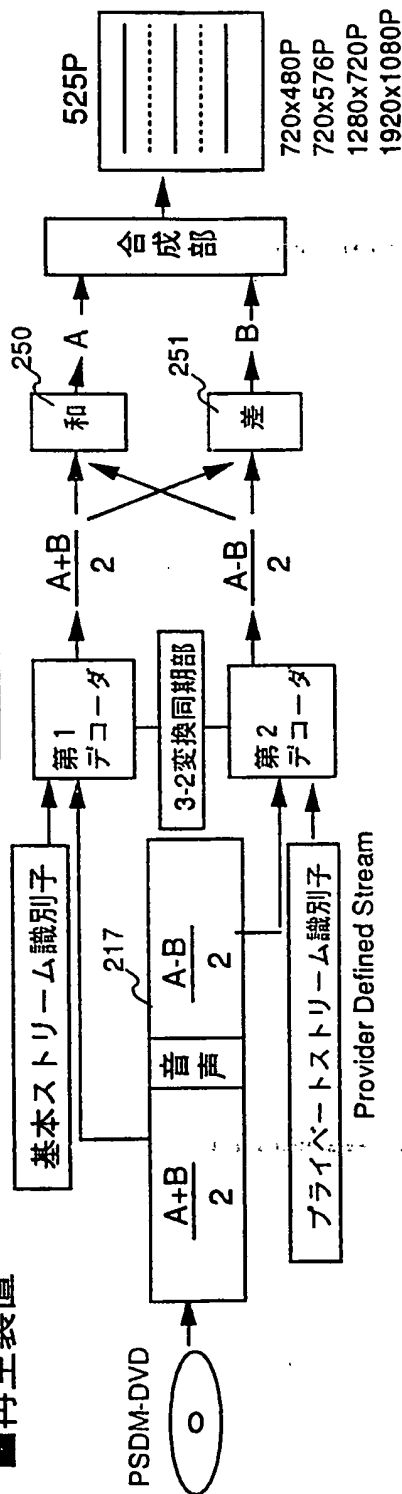 ■再生装置
PSDM-DVD
基本ストリーム識別子
217
A+B
2
音声
A-B
2
プライベートストリーム識別子
Provider Defined Stream
第1
デコーダ
3-2変換同期部
第2
デコーダ
A+B
2
A-B
2
250
和
A
251
差
B
合成部
525P
720x480P
720x576P
1280x720P
1920x1080P